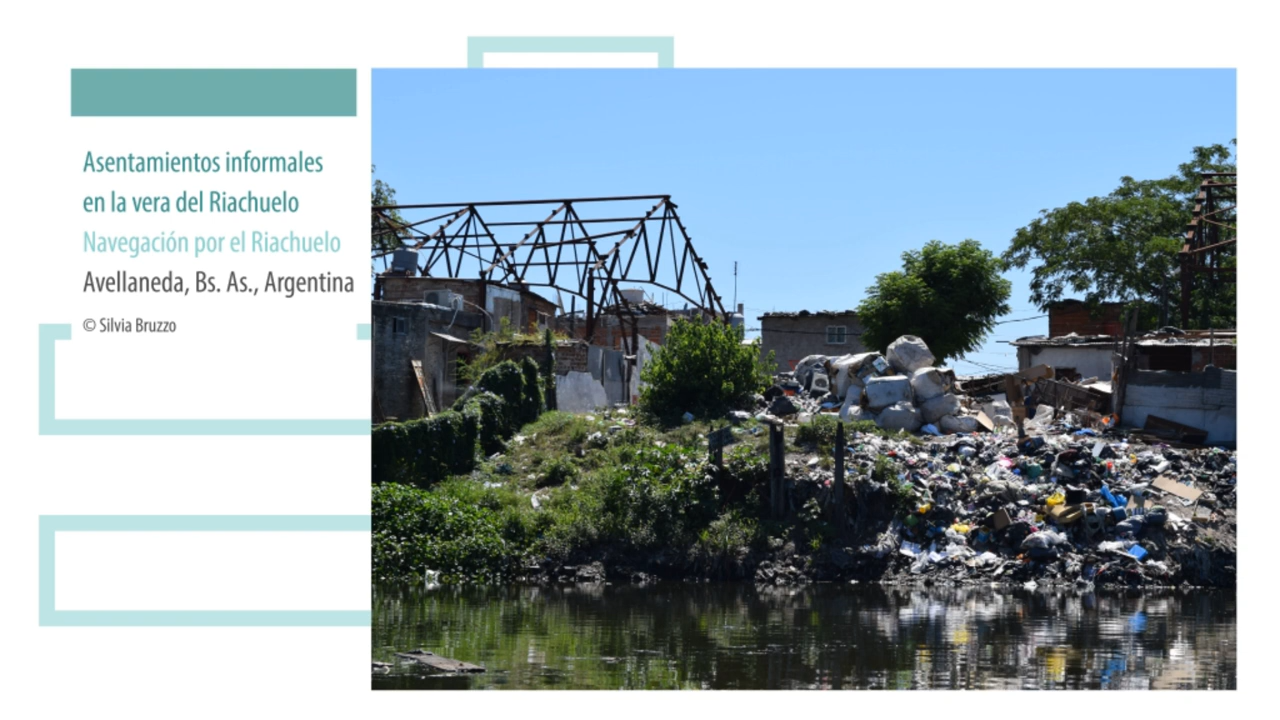 Asentamientos informales
en la vera del Riachuelo
Navegación por el Riachuelo
Avellaneda, Bs. As., Argentina
© Silvia Bruzzo